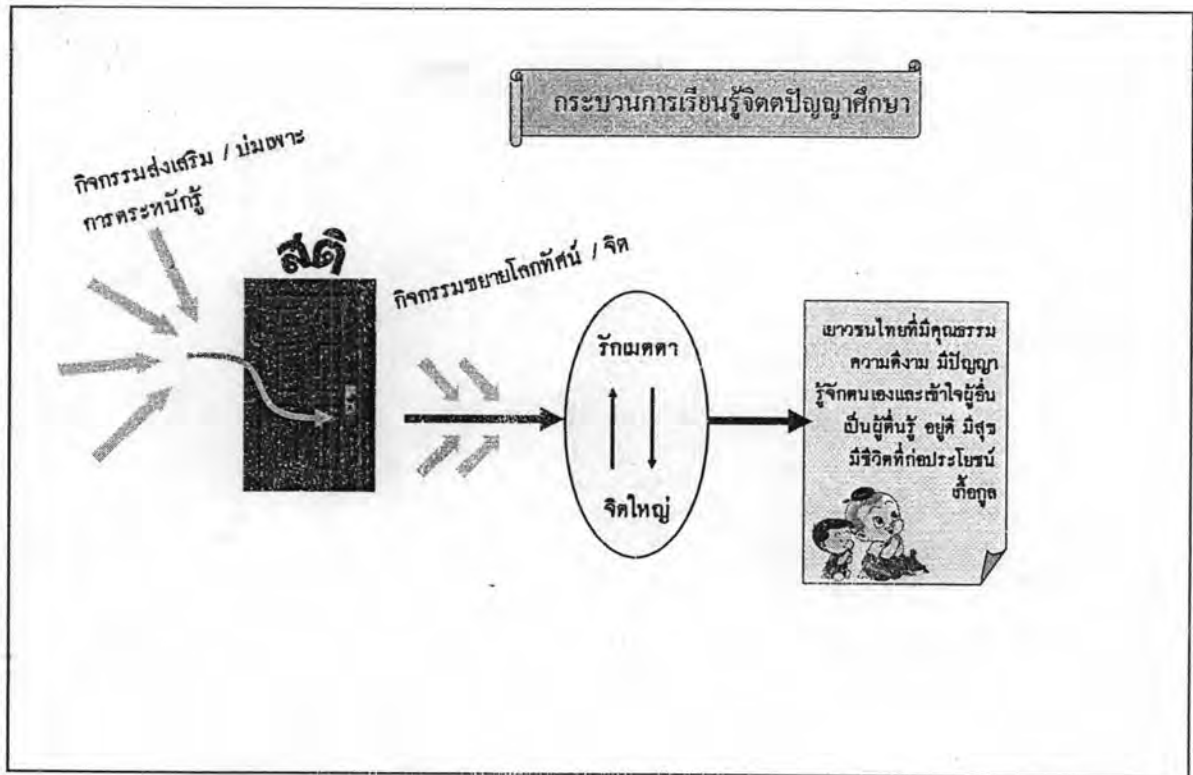 กระบวนการเรียนรู้จิตตปัญญาศึกษา
กิจกรรมส่งเสริม / บ่มเพาะ
การตระหนักรู้
สติ
กิจกรรมขยายโลกทัศน์ / จิต
รักเมตตา
จิตใหญ่
เยาวชนไทยที่มีคุณธรรม
ความดีงาม มีปัญญา
รู้จักตนเองและเข้าใจผู้อื่น
เป็นผู้ตื่นรู้ อยู่ดี มีสุข
มีชีวิตที่ก่อประโยชน์
เกื้อกูล